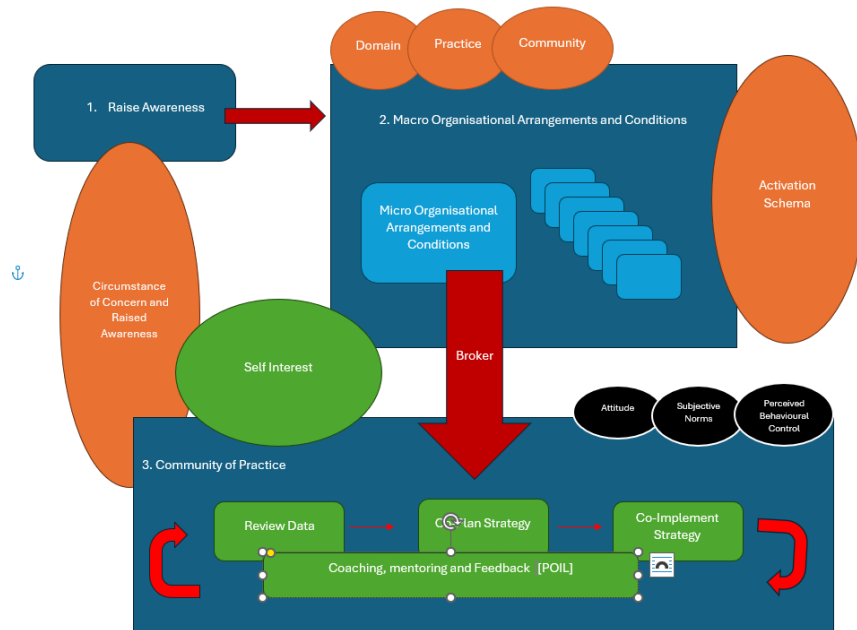 Domain
Practice
Community
1. Raise Awareness
2. Macro Organisational Arrangements and Conditions
Activation
Schema
Micro Organisational
Arrangements and
Conditions
Circumstance
of Concern and
Raised
Awareness
Self Interest
Broker
Attitude
Subjective
Norms
Perceived
Behavioural
Control
3. Community of Practice
Review Data
Strategy
Co-Implement
Strategy
Coaching, mentoring and Feedback [POIL]